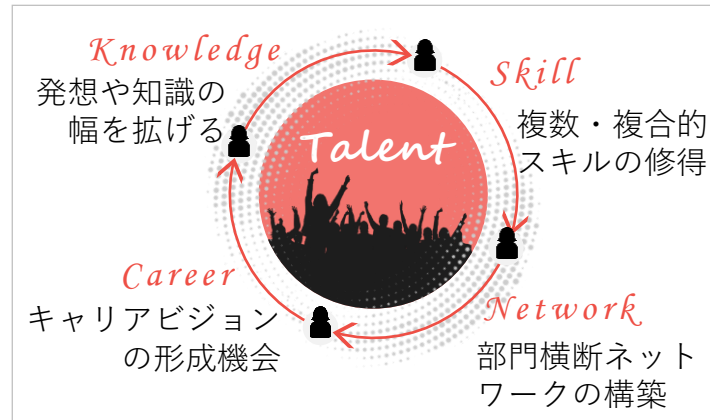 Knowledge
発想や知識の
幅を拡げる
Skill
複数・複合的
スキルの修得
Talent
Career
キャリアビジョン
の形成機会
Network
部門横断ネット
ワークの構築